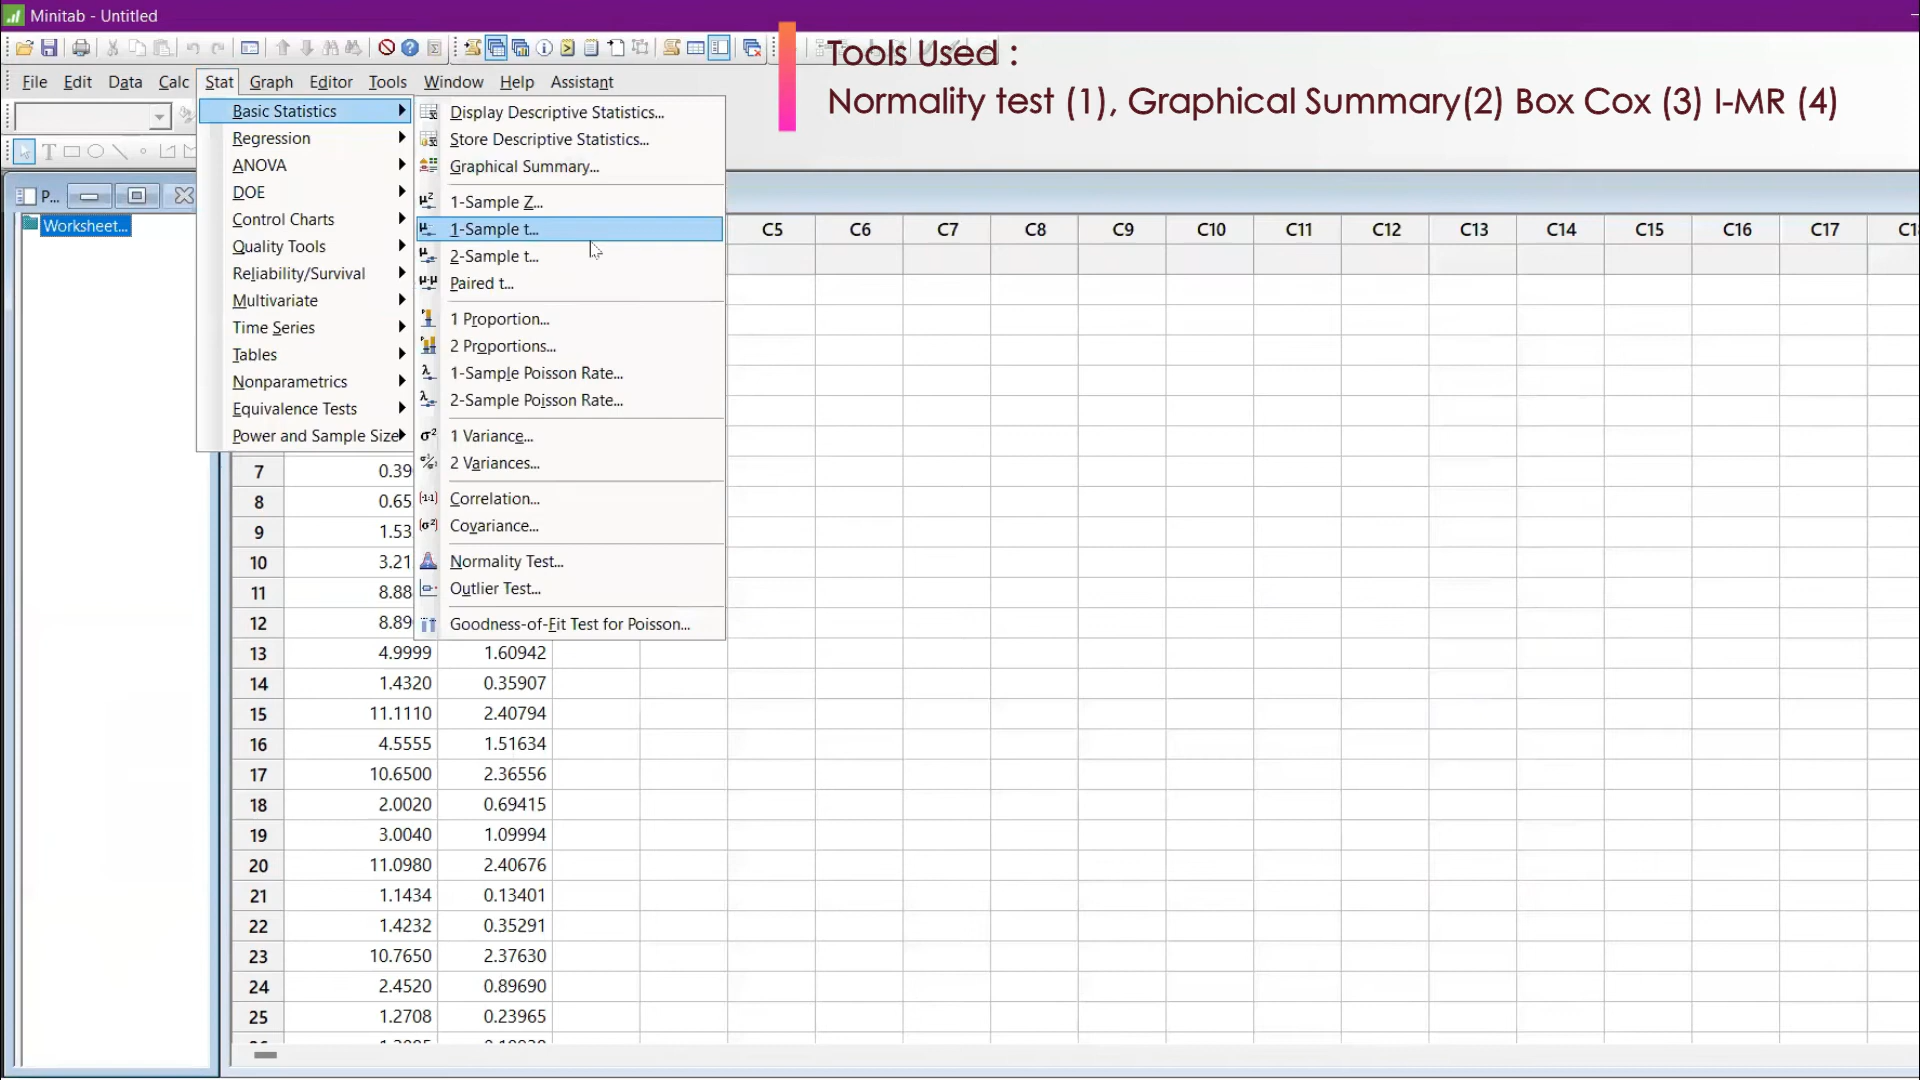 Minitab - Untitled
Tools Used :
Normality test (1), Graphical Summary(2) Box Cox (3) I-MR (4)
File Edit Data Calc Stat Graph Editor Tools Window Help Assistant
Basic Statistics
Regression
ANOVA
DOE
Control Charts
Quality Tools
Reliability/Survival
Multivariate
Time Series
Tables
Nonparametrics
Equivalence Tests
Power and Sample Size
Display Descriptive Statistics...
Store Descriptive Statistics...
Graphical Summary...
1-Sample Z...
1-Sample t...
2-Sample t...
Paired t...
1 Proportion...
2 Proportions...
1-Sample Poisson Rate...
2-Sample Poisson Rate...
1 Variance...
2 Variances...
Correlation...
Covariance...
Normality Test...
Outlier Test...
Goodness-of-Fit Test for Poisson...
P...
Worksheet...
C5 C6 C7 C8 C9 C10 C11 C12 C13 C14 C15 C16 C17 C18
7 0.39
8 0.65
9 1.53
10 3.21
11 8.88
12 8.89
13 4.9999 1.60942
14 1.4320 0.35907
15 11.1110 2.40794
16 4.5555 1.51634
17 10.6500 2.36556
18 2.0020 0.69415
19 3.0040 1.09994
20 11.0980 2.40676
21 1.1434 0.13401
22 1.4232 0.35291
23 10.7650 2.37630
24 2.4520 0.89690
25 1.2708 0.23965